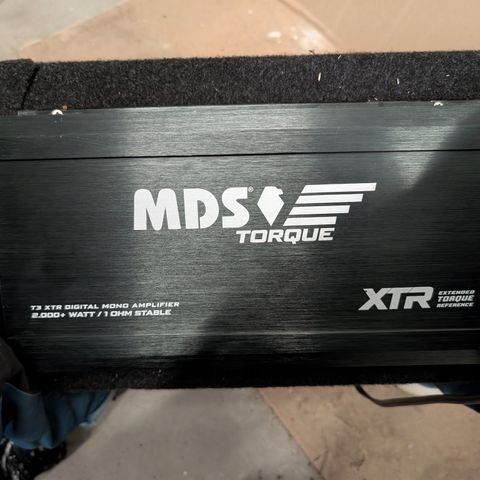 MDS®
TORQUE
T3 XTR DIGITAL MONO AMPLIFIER
2.000+ WATT / 1 OHM STABLE
XTR EXTENDED
TORQUE
REFERENCE